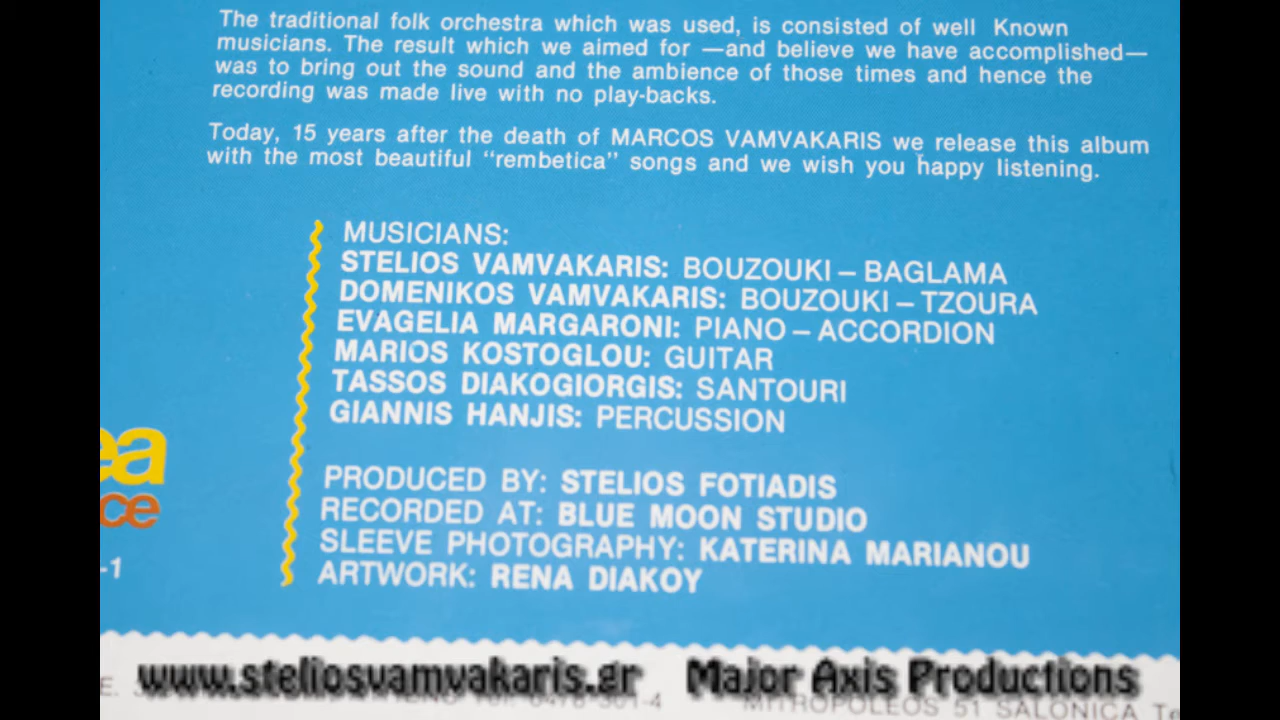 The traditional folk orchestra which was used, is consisted of well Known
musicians. The result which we aimed for —and believe we have accomplished—
was to bring out the sound and the ambience of those times and hence the
recording was made live with no play-backs.
Today, 15 years after the death of MARCOS VAMVAKARIS we release this album
with the most beautiful "rembetica" songs and we wish you happy listening.
MUSICIANS:
STELIOS VAMVAKARIS: BOUZOUKI – BAGLAMA
DOMENIKOS VAMVAKARIS: BOUZOUKI – TZOURA
EVAGELIA MARGARONI: PIANO – ACCORDION
MARIOS KOSTOGLOU: GUITAR
TASSOS DIAKOGIORGIS: SANTOURI
GIANNIS HANJIS: PERCUSSION
ea
ce
-1
PRODUCED BY: STELIOS FOTIADIS
RECORDED AT: BLUE MOON STUDIO
SLEEVE PHOTOGRAPHY: KATERINA MARIANOU
ARTWORK: RENA DIAKOY
www.steliosvamvakaris.gr Major Axis Productions
MITROPOLEOS 51 SALONICA